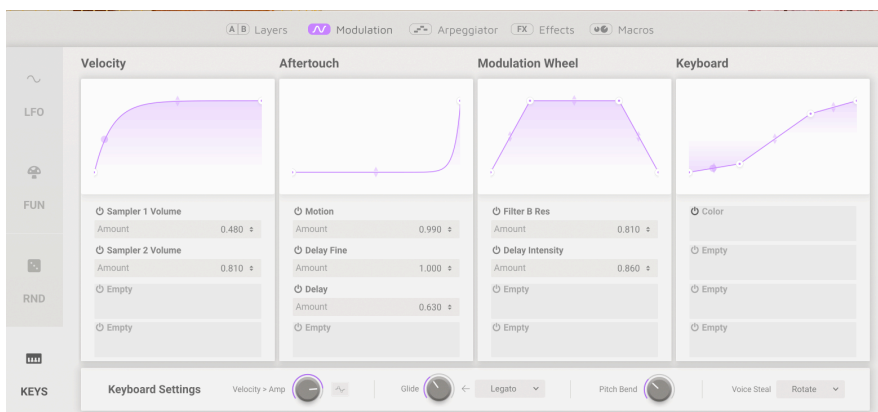 A B Layers Modulation Arpeggiator FX Effects Macros
Velocity Aftertouch Modulation Wheel Keyboard
LFO
FUN
RND
KEYS
Sampler 1 Volume Motion Filter B Res Color
Amount 0.480 Amount 0.990 Amount 0.810
Sampler 2 Volume Delay Fine Delay Intensity Empty
Amount 0.810 Amount 1.000 Amount 0.860
Empty Delay Empty Empty
Amount 0.630
Empty Empty Empty Empty
Keyboard Settings Velocity > Amp Glide ← Legato Pitch Bend Voice Steal Rotate